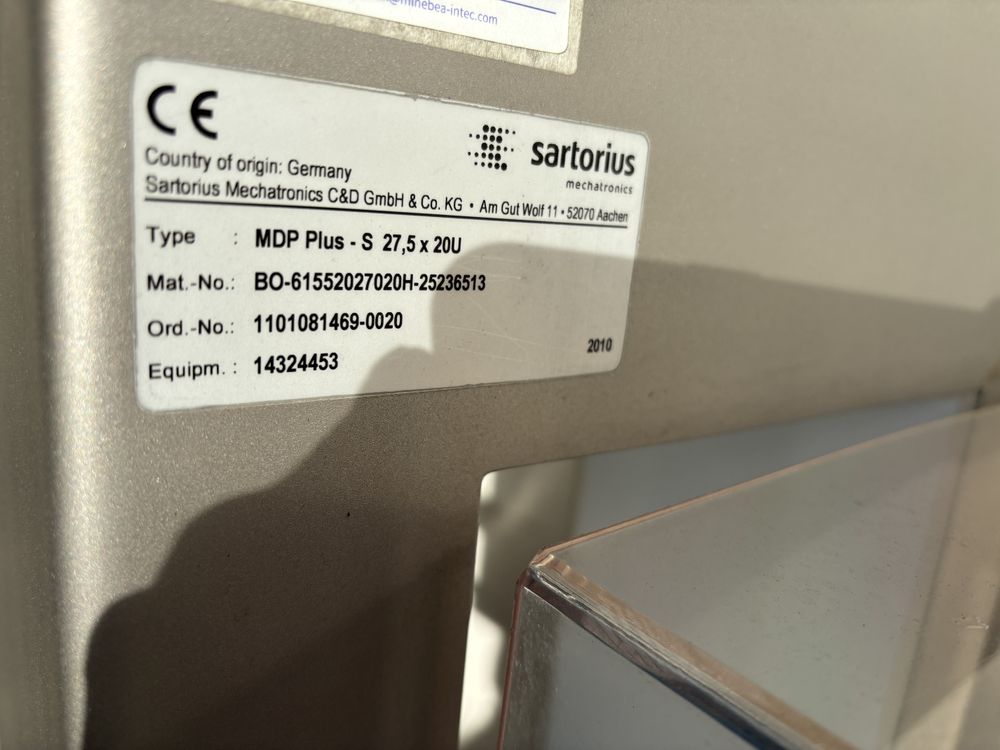 minebea-intec.com
CE
sartorius
mechatronics
Country of origin: Germany
Sartorius Mechatronics C&D GmbH & Co. KG • Am Gut Wolf 11 • 52070 Aachen
Type : MDP Plus - S 27,5 x 20U
Mat.-No.: BO-61552027020H-25236513
Ord.-No.: 1101081469-0020
2010
Equipm. : 14324453